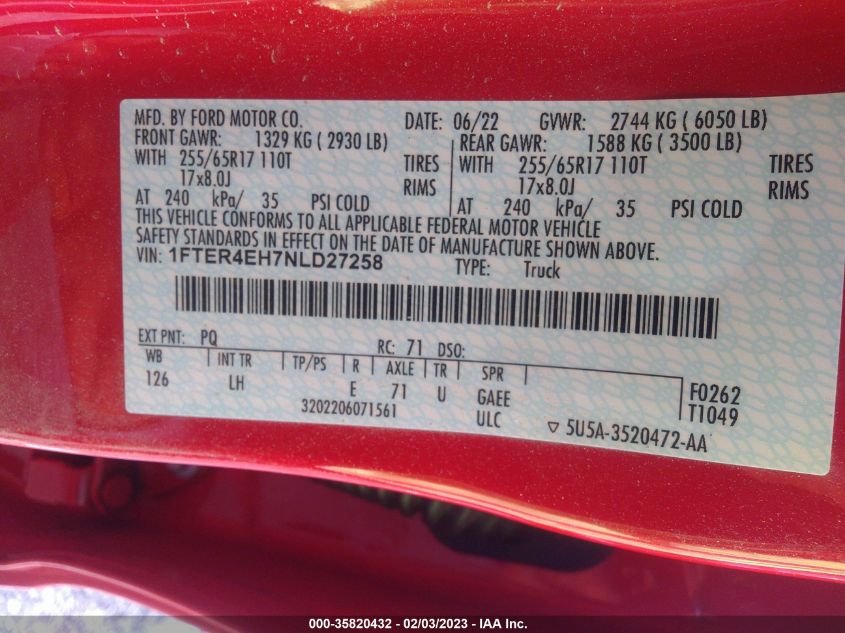 MFD. BY FORD MOTOR CO. DATE: 06/22 GVWR: 2744 KG ( 6050 LB)
FRONT GAWR: 1329 KG ( 2930 LB) REAR GAWR: 1588 KG ( 3500 LB)
WITH 255/65R17 110T TIRES WITH 255/65R17 110T TIRES
17x8.0J RIMS 17x8.0J RIMS
AT 240 kPa/ 35 PSI COLD AT 240 kPa/ 35 PSI COLD
THIS VEHICLE CONFORMS TO ALL APPLICABLE FEDERAL MOTOR VEHICLE
SAFETY STANDARDS IN EFFECT ON THE DATE OF MANUFACTURE SHOWN ABOVE.
VIN: 1FTER4EH7NLD27258 TYPE: Truck
EXT PNT: PQ RC: 71 DSO:
WB INT TR TP/PS R AXLE TR SPR
126 LH E 71 U GAEE F0262
3202206071561 ULC T1049
▽ 5U5A-3520472-AA
000-35820432 - 02/03/2023 - IAA Inc.